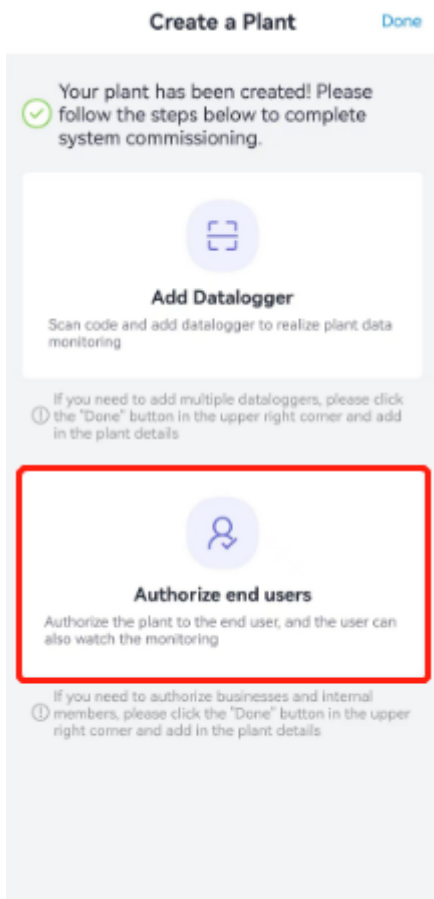 Create a Plant
Done
Your plant has been created! Please
follow the steps below to complete
system commissioning.
Add Datalogger
Scan code and add datalogger to realize plant data
monitoring
If you need to add multiple dataloggers, please click
the "Done" button in the upper right corner and add
in the plant details
Authorize end users
Authorize the plant to the end user, and the user can
also watch the monitoring
If you need to authorize businesses and internal
members, please click the "Done" button in the upper
right corner and add in the plant details